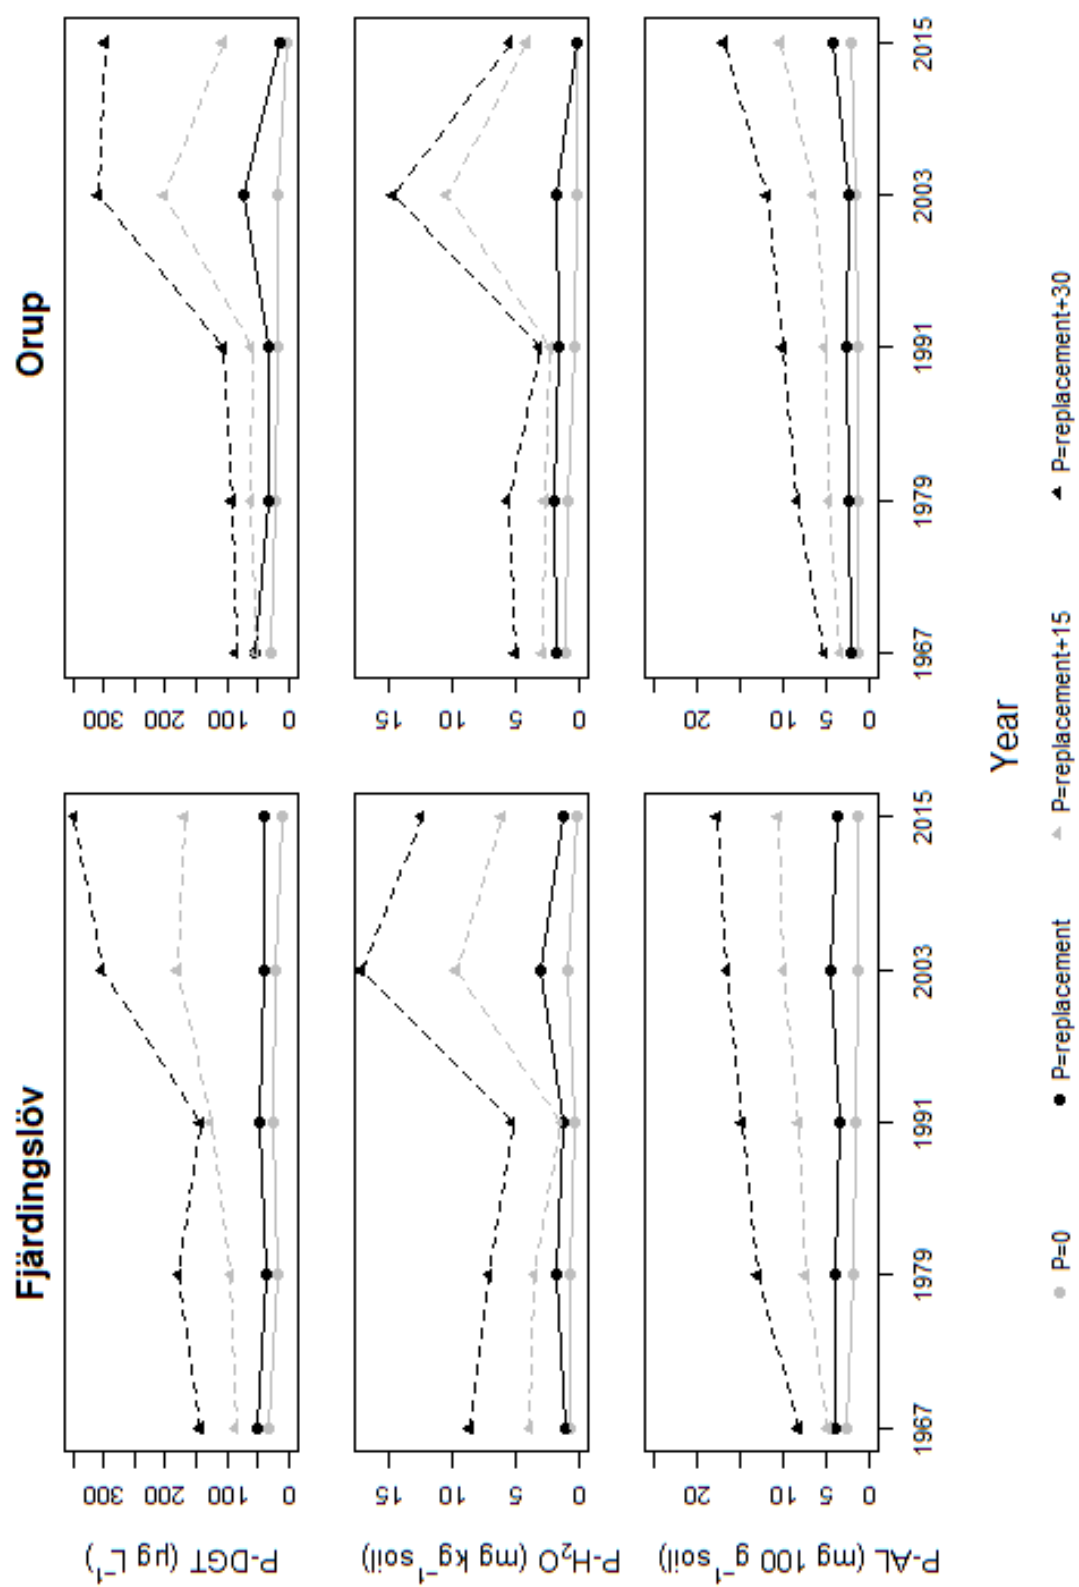 Fjärdingslöv
Orup
P-DGT (µg L⁻¹)
0 100 200 300
0 100 200 300
P-H₂O (mg kg⁻¹soil)
0 5 10 15
0 5 10 15
P-AL (mg 100 g⁻¹soil)
0 5 10 20
0 5 10 20
1967 1979 1991 2003 2015
1967 1979 1991 2003 2015
Year
P=0 P=replacement P=replacement+15 P=replacement+30